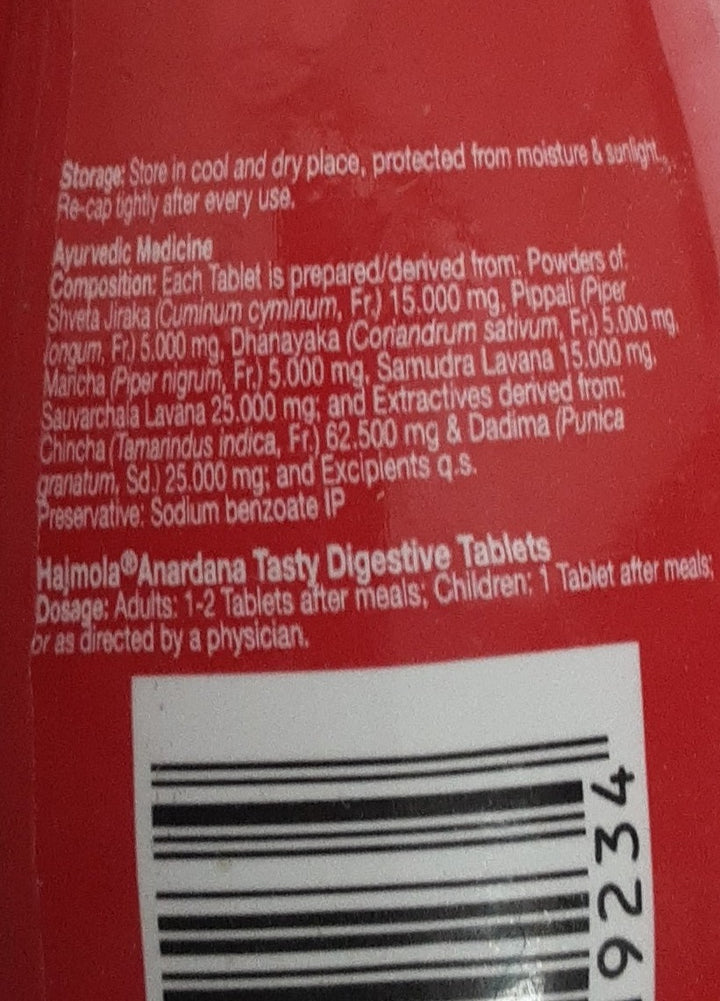 Storage: Store in cool and dry place, protected from moisture & sunlight.
Re-cap tightly after every use.
Ayurvedic Medicine
Composition: Each Tablet is prepared/derived from: Powders of:
Shveta Jiraka (Cuminum cyminum, Fr.) 15.000 mg, Pippali (Piper
longum, Fr.) 5.000 mg, Dhanayaka (Coriandrum sativum, Fr.) 5.000 mg,
Maricha (Piper nigrum, Fr.) 5.000 mg, Samudra Lavana 15.000 mg,
Sauvarchala Lavana 25.000 mg; and Extractives derived from:
Chincha (Tamarindus indica, Fr.) 62.500 mg & Dadima (Punica
granatum, Sd.) 25.000 mg; and Excipients q.s.
Preservative: Sodium benzoate IP
Hajmola®Anardana Tasty Digestive Tablets
Dosage: Adults: 1-2 Tablets after meals; Children: 1 Tablet after meals;
or as directed by a physician.
9234